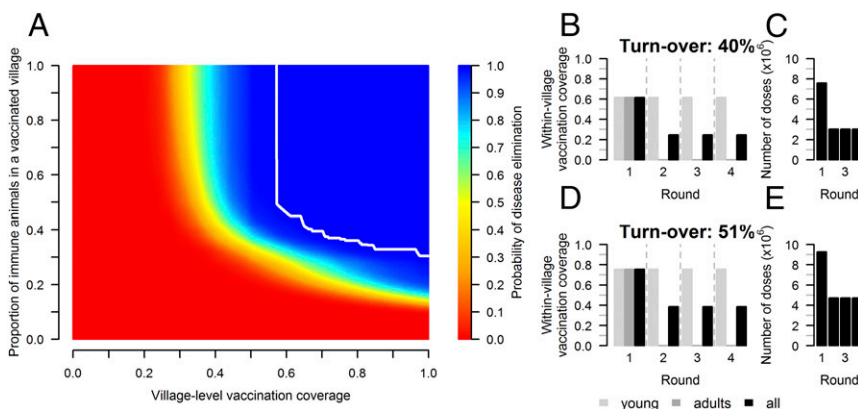 A
Proportion of immune animals in a vaccinated village
1.0
0.8
0.6
0.4
0.2
0.0
0.0
0.2
0.4
0.6
0.8
1.0
Village-level vaccination coverage
1.0
0.9
0.8
0.7
0.6
0.5
0.4
0.3
0.2
0.1
0.0
Probability of disease elimination
B
Turn-over: 40%
Within-village
vaccination coverage
1.0
0.8
0.6
0.4
0.2
0.0
1
2
3
4
Round
C
Number of doses (x10⁶)
10
8
6
4
2
0
1
3
Round
D
Turn-over: 51%
Within-village
vaccination coverage
1.0
0.8
0.6
0.4
0.2
0.0
1
2
3
4
Round
E
Number of doses (x10⁶)
10
8
6
4
2
0
1
3
Round
young
adults
all